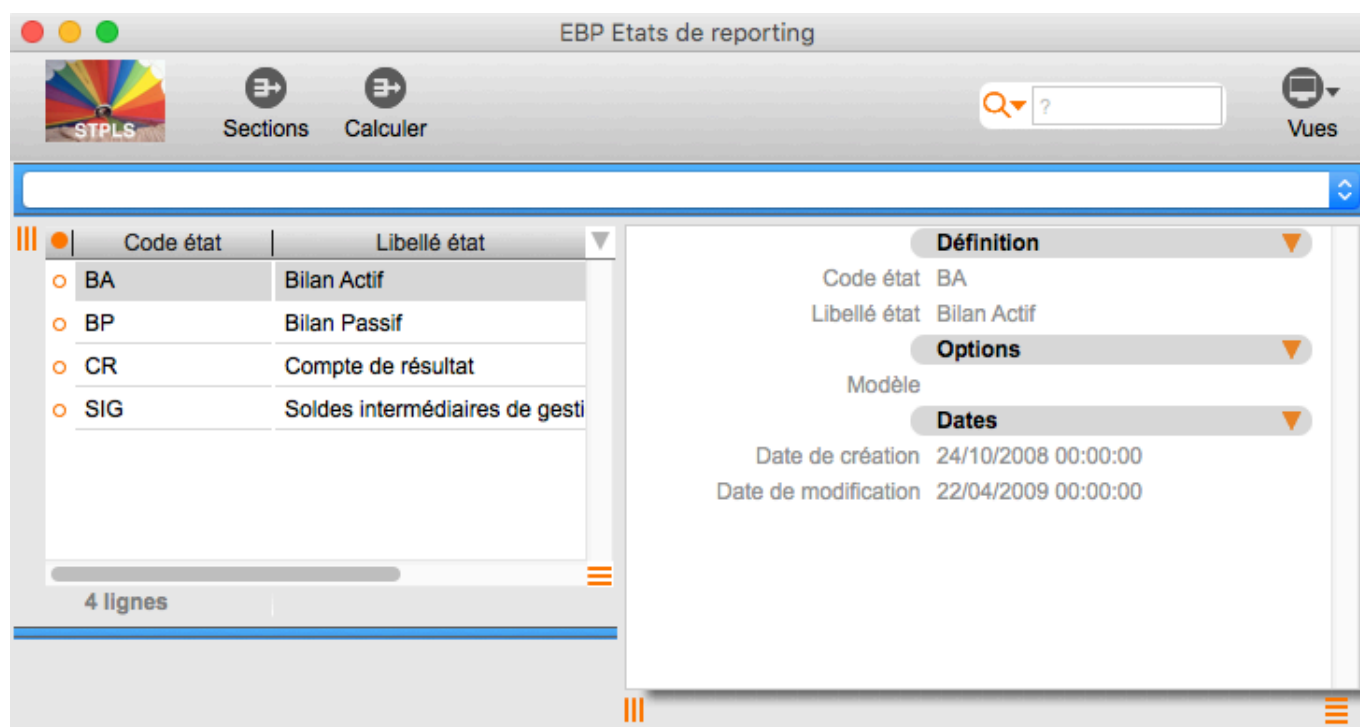 EBP Etats de reporting
STPLS
Sections
Calculer
?
Vues
Code état
Libellé état
BA
Bilan Actif
BP
Bilan Passif
CR
Compte de résultat
SIG
Soldes intermédiaires de gesti
4 lignes
Définition
Code état BA
Libellé état Bilan Actif
Options
Modèle
Dates
Date de création 24/10/2008 00:00:00
Date de modification 22/04/2009 00:00:00